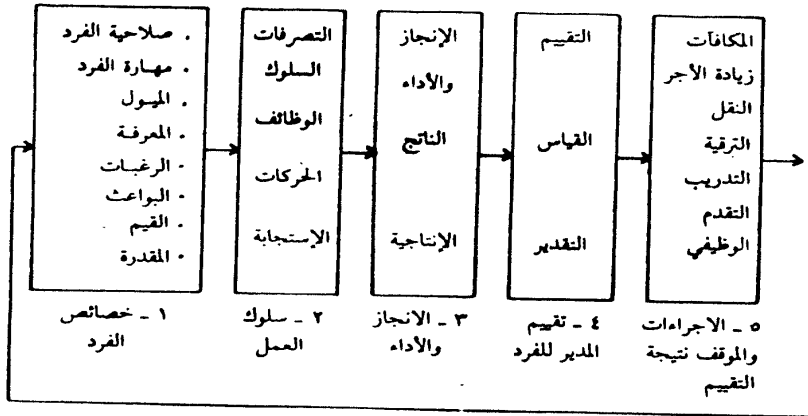 . صلاحية الفرد
. مهارة الفرد
. الميول
. المعرفة
. الرغبات
. البواعث
. القيم
. المقدرة
١ ـ خصائص
الفرد
التصرفات
السلوك
الوظائف
الحركات
الإستجابة
٢ ـ سلوك
العمل
الإنجاز
والأداء
الناتج
الإنتاجية
٣ ـ الانجاز
والأداء
التقييم
القياس
التقدير
٤ ـ تقييم
المدير للفرد
المكافآت
زيادة الأجر
النقل
الترقية
التدريب
التقدم
الوظيفي
٥ ـ الاجراءات
والموقف نتيجة
التقييم